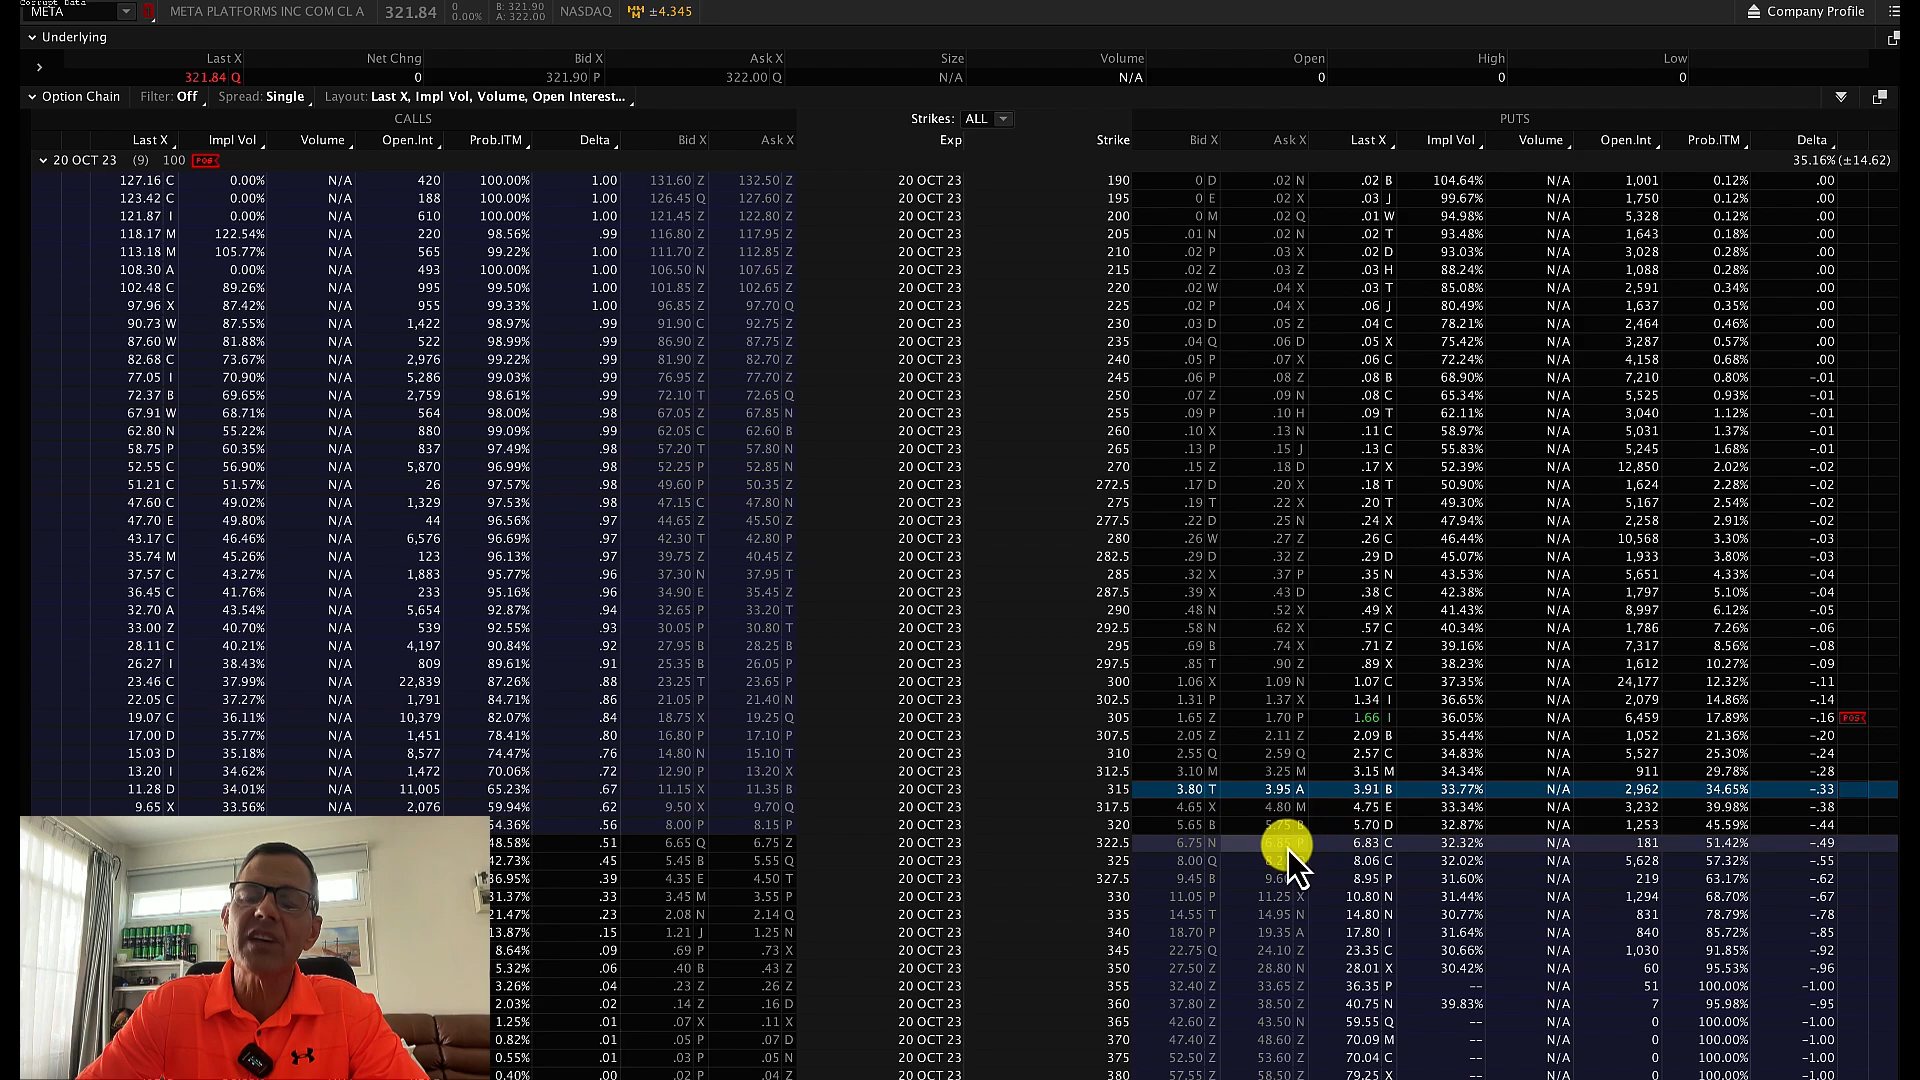 Corrupt Data
META META PLATFORMS INC COM CL A 321.84 0 0.00% B: 321.90 A: 322.00 NASDAQ ±4.345 Company Profile
Underlying
Last X Net Chng Bid X Ask X Size Volume Open High Low
321.84 Q 0 321.90 P 322.00 Q N/A N/A 0 0 0
Option Chain Filter: Off Spread: Single Layout: Last X, Impl Vol, Volume, Open Interest...
CALLS Strikes: ALL PUTS
Last X Impl Vol Volume Open.Int Prob.ITM Delta Bid X Ask X Exp Strike Bid X Ask X Last X Impl Vol Volume Open.Int Prob.ITM Delta
20 OCT 23 (9) 100 35.16% (±14.62)
127.16 C 0.00% N/A 420 100.00% 1.00 131.60 Z 132.50 Z 20 OCT 23 190 0 D .02 N .02 B 104.64% N/A 1,001 0.12% .00
123.42 C 0.00% N/A 188 100.00% 1.00 126.45 Q 127.60 Z 20 OCT 23 195 0 E .02 X .03 J 99.67% N/A 1,750 0.12% .00
121.87 I 0.00% N/A 610 100.00% 1.00 121.45 Z 122.80 Z 20 OCT 23 200 0 M .02 Q .01 W 94.98% N/A 5,328 0.12% .00
118.17 M 122.54% N/A 220 98.56% .99 116.80 Z 117.95 Z 20 OCT 23 205 .01 N .02 N .02 T 93.48% N/A 1,643 0.18% .00
113.18 M 105.77% N/A 565 99.22% 1.00 111.70 Z 112.85 Z 20 OCT 23 210 .02 P .03 X .02 D 93.03% N/A 3,028 0.28% .00
108.30 A 0.00% N/A 493 100.00% 1.00 106.50 N 107.65 Z 20 OCT 23 215 .02 Z .03 Z .03 H 88.24% N/A 1,088 0.28% .00
102.48 C 89.26% N/A 995 99.50% 1.00 101.85 Z 102.65 Z 20 OCT 23 220 .02 W .04 X .03 T 85.08% N/A 2,591 0.34% .00
97.96 X 87.42% N/A 955 99.33% 1.00 96.85 Z 97.70 Q 20 OCT 23 225 .02 P .04 X .06 J 80.49% N/A 1,637 0.35% .00
90.73 W 87.55% N/A 1,422 98.97% .99 91.90 C 92.75 Z 20 OCT 23 230 .03 D .05 Z .04 C 78.21% N/A 2,464 0.46% .00
87.60 W 81.88% N/A 522 98.99% .99 86.90 Z 87.75 Z 20 OCT 23 235 .04 Q .06 D .05 X 75.42% N/A 3,287 0.57% .00
82.68 C 73.67% N/A 2,976 99.22% .99 81.90 Z 82.70 Z 20 OCT 23 240 .05 P .07 X .06 C 72.24% N/A 4,158 0.68% .00
77.05 I 70.90% N/A 5,286 99.03% .99 76.95 Z 77.70 Z 20 OCT 23 245 .06 P .08 Z .08 B 68.90% N/A 7,210 0.80% -.01
72.37 B 69.65% N/A 2,759 98.61% .99 72.10 T 72.65 Q 20 OCT 23 250 .07 Z .09 N .08 C 65.34% N/A 5,525 0.93% -.01
67.91 W 68.71% N/A 564 98.00% .98 67.05 Z 67.85 N 20 OCT 23 255 .09 P .10 H .09 T 62.11% N/A 3,040 1.12% -.01
62.80 N 55.22% N/A 880 99.09% .99 62.05 C 62.60 B 20 OCT 23 260 .10 X .13 N .11 C 58.97% N/A 5,031 1.37% -.01
58.75 P 60.35% N/A 837 97.49% .98 57.20 T 57.80 N 20 OCT 23 265 .13 P .15 J .13 C 55.83% N/A 5,245 1.68% -.01
52.55 C 56.90% N/A 5,870 96.99% .98 52.25 P 52.85 N 20 OCT 23 270 .15 Z .18 D .17 X 52.39% N/A 12,850 2.02% -.02
51.21 C 51.57% N/A 26 97.57% .98 49.60 P 50.35 Z 20 OCT 23 272.5 .17 D .20 X .18 T 50.90% N/A 1,624 2.28% -.02
47.60 C 49.02% N/A 1,329 97.53% .98 47.15 C 47.80 N 20 OCT 23 275 .19 T .22 X .20 T 49.30% N/A 5,167 2.54% -.02
47.70 E 49.80% N/A 44 96.56% .97 44.65 Z 45.50 Z 20 OCT 23 277.5 .22 D .25 N .24 X 47.94% N/A 2,258 2.91% -.02
43.17 C 46.46% N/A 6,576 96.69% .97 42.30 T 42.80 P 20 OCT 23 280 .26 W .27 Z .26 C 46.44% N/A 10,568 3.30% -.03
35.74 M 45.26% N/A 123 96.13% .97 39.75 Z 40.45 Z 20 OCT 23 282.5 .29 D .32 Z .29 D 45.07% N/A 1,933 3.80% -.03
37.57 C 43.27% N/A 1,883 95.77% .96 37.30 N 37.95 T 20 OCT 23 285 .32 X .37 P .35 N 43.53% N/A 5,651 4.33% -.04
36.45 C 41.76% N/A 233 95.16% .96 34.90 E 35.45 Z 20 OCT 23 287.5 .39 X .43 D .38 C 42.38% N/A 1,797 5.10% -.04
32.70 A 43.54% N/A 5,654 92.87% .94 32.65 P 33.20 T 20 OCT 23 290 .48 N .52 X .49 X 41.43% N/A 8,997 6.12% -.05
33.00 Z 40.70% N/A 539 92.55% .93 30.05 P 30.80 T 20 OCT 23 292.5 .58 N .62 X .57 C 40.34% N/A 1,786 7.26% -.06
28.11 C 40.21% N/A 4,197 90.84% .92 27.95 B 28.25 B 20 OCT 23 295 .69 B .74 X .71 Z 39.16% N/A 7,317 8.56% -.08
26.27 I 38.43% N/A 809 89.61% .91 25.35 B 26.05 P 20 OCT 23 297.5 .85 T .90 Z .89 X 38.23% N/A 1,612 10.27% -.09
23.46 C 37.99% N/A 22,839 87.26% .88 23.25 T 23.65 P 20 OCT 23 300 1.06 X 1.09 N 1.07 C 37.35% N/A 24,177 12.32% -.11
22.05 C 37.27% N/A 1,791 84.71% .86 21.05 P 21.40 N 20 OCT 23 302.5 1.31 P 1.37 X 1.34 I 36.65% N/A 2,079 14.86% -.14
19.07 C 36.11% N/A 10,379 82.07% .84 18.75 X 19.25 Q 20 OCT 23 305 1.65 Z 1.70 P 1.66 I 36.05% N/A 6,459 17.89% -.16
17.00 D 35.77% N/A 1,451 78.41% .80 16.80 P 17.10 P 20 OCT 23 307.5 2.05 Z 2.11 Z 2.09 B 35.44% N/A 1,052 21.36% -.20
15.03 D 35.18% N/A 8,577 74.47% .76 14.80 N 15.10 T 20 OCT 23 310 2.55 Q 2.59 Q 2.57 C 34.83% N/A 5,527 25.30% -.24
13.20 I 34.62% N/A 1,472 70.06% .72 12.90 P 13.20 X 20 OCT 23 312.5 3.10 M 3.25 M 3.15 M 34.34% N/A 911 29.78% -.28
11.28 D 34.01% N/A 11,005 65.23% .67 11.15 X 11.35 B 20 OCT 23 315 3.80 T 3.95 A 3.91 B 33.77% N/A 2,962 34.65% -.33
9.65 X 33.56% N/A 2,076 59.94% .62 9.50 X 9.70 Q 20 OCT 23 317.5 4.65 X 4.80 M 4.75 E 33.34% N/A 3,232 39.98% -.38
54.36% .56 8.00 P 8.15 P 20 OCT 23 320 5.65 B 5.75 B 5.70 D 32.87% N/A 1,253 45.59% -.44
48.58% .51 6.65 Q 6.75 Z 20 OCT 23 322.5 6.75 N 6.85 P 6.83 C 32.32% N/A 181 51.42% -.49
42.73% .45 5.45 B 5.55 Q 20 OCT 23 325 8.00 Q 8.06 C 32.02% N/A 5,628 57.32% -.55
36.95% .39 4.35 E 4.50 T 20 OCT 23 327.5 9.45 B 8.95 P 31.60% N/A 219 63.17% -.62
31.37% .33 3.45 M 3.55 P 20 OCT 23 330 11.05 P 11.25 X 10.80 N 31.44% N/A 1,294 68.70% -.67
21.47% .23 2.08 N 2.14 Q 20 OCT 23 335 14.55 T 14.95 N 14.80 N 30.77% N/A 831 78.79% -.78
13.87% .15 1.21 J 1.25 N 20 OCT 23 340 18.70 P 19.35 A 17.80 I 31.64% N/A 840 85.72% -.85
8.64% .09 .69 P .73 X 20 OCT 23 345 22.75 Q 24.10 Z 23.35 C 30.66% N/A 1,030 91.85% -.92
5.32% .06 .40 B .43 Z 20 OCT 23 350 27.50 Z 28.80 N 28.01 X 30.42% N/A 60 95.53% -.96
3.26% .04 .23 Z .26 Z 20 OCT 23 355 32.40 Z 33.65 Z 36.35 P -- N/A 51 100.00% -1.00
2.03% .02 .14 Z .16 D 20 OCT 23 360 37.80 Z 38.50 Z 40.75 N 39.83% N/A 7 95.98% -.95
1.25% .01 .07 X .11 X 20 OCT 23 365 42.60 Z 43.50 N 59.55 Q -- N/A 0 100.00% -1.00
0.82% .01 .05 P .07 D 20 OCT 23 370 47.40 Z 48.60 Z 70.09 M -- N/A 0 100.00% -1.00
0.55% .01 .03 P .05 N 20 OCT 23 375 52.50 Z 53.60 Z 70.04 C -- N/A 0 100.00% -1.00
0.40% .00 .02 P .04 Z 20 OCT 23 380 57.55 Z 58.50 Z 79.25 X -- N/A 0 100.00% -1.00